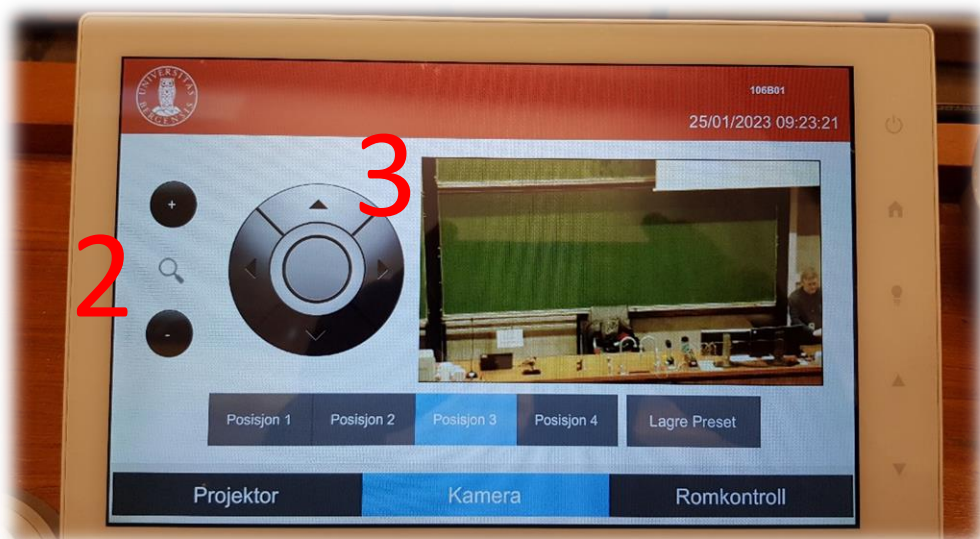 UNIVERSITAS BERGENSIS
106B01
25/01/2023 09:23:21
3
+
2
-
Posisjon 1 Posisjon 2 Posisjon 3 Posisjon 4 Lagre Preset
Projektor Kamera Romkontroll